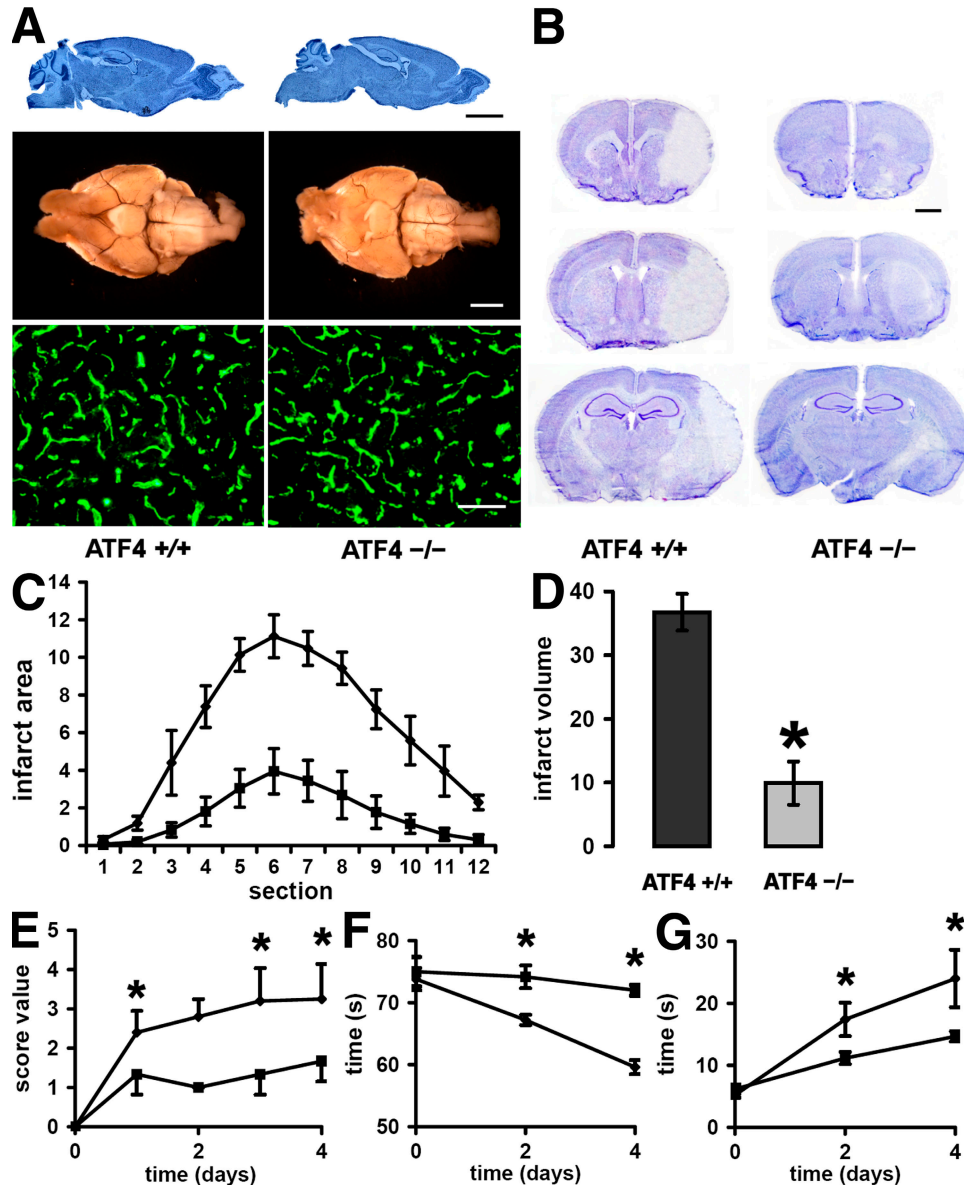 A
B
ATF4 +/+
ATF4 –/–
ATF4 +/+
ATF4 –/–
C
14
12
10
8
6
4
2
0
infarct area
1 2 3 4 5 6 7 8 9 10 11 12
section
D
40
30
20
10
0
infarct volume
*
ATF4 +/+
ATF4 –/–
E
5
4
3
2
1
0
score value
* * *
0 2 4
time (days)
F
80
70
60
50
time (s)
* *
0 2 4
time (days)
G
30
20
10
0
time (s)
* *
0 2 4
time (days)